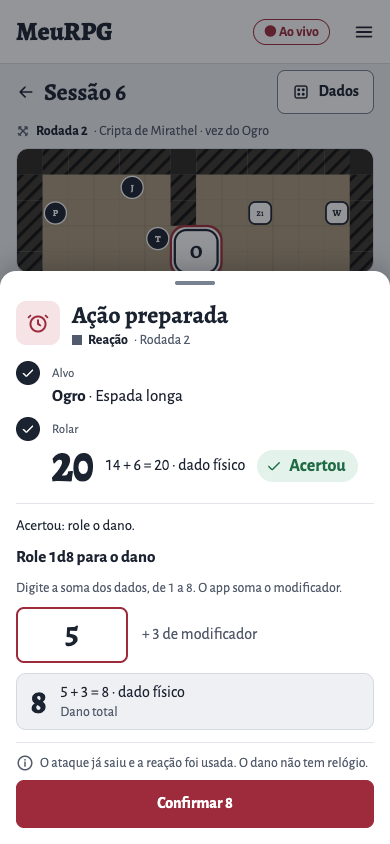 MeuRPG
Ao vivo
Sessão 6
Dados
Rodada 2 · Cripta de Mirathel · vez do Ogro
J
P
Z1
W
T
O
Ação preparada
Reação · Rodada 2
Alvo
Ogro · Espada longa
Rolar
20 14 + 6 = 20 · dado físico Acertou
Acertou: role o dano.
Role 1d8 para o dano
Digite a soma dos dados, de 1 a 8. O app soma o modificador.
5 + 3 de modificador
8 5 + 3 = 8 · dado físico
Dano total
O ataque já saiu e a reação foi usada. O dano não tem relógio.
Confirmar 8